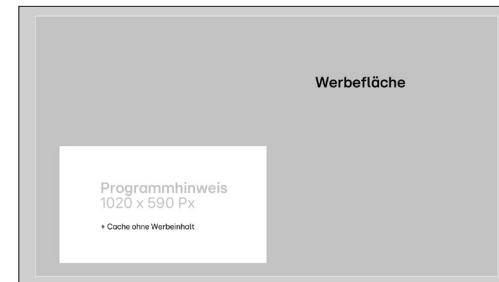 Werbefläche
Programmhinweis
1020 x 590 Px
+ Cache ohne Werbeinhalt